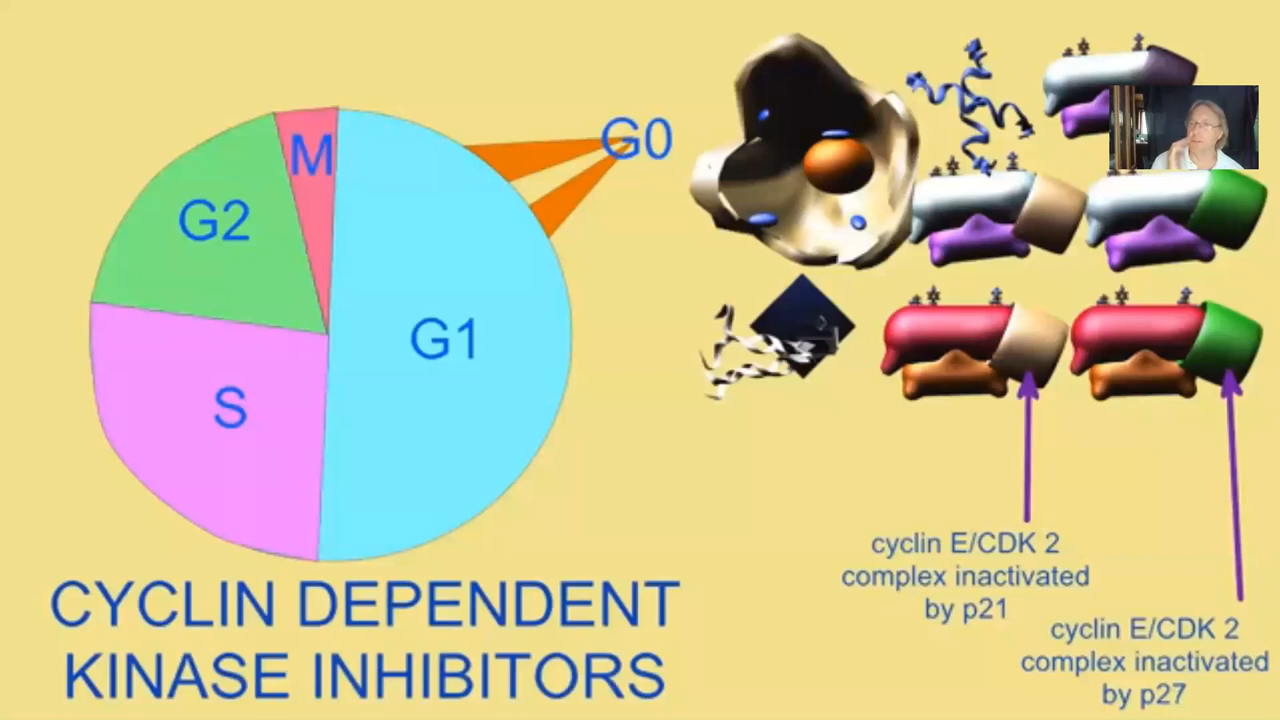 M
G0
G2
G1
S
cyclin E/CDK 2
complex inactivated
by p21
cyclin E/CDK 2
complex inactivated
by p27
CYCLIN DEPENDENT
KINASE INHIBITORS